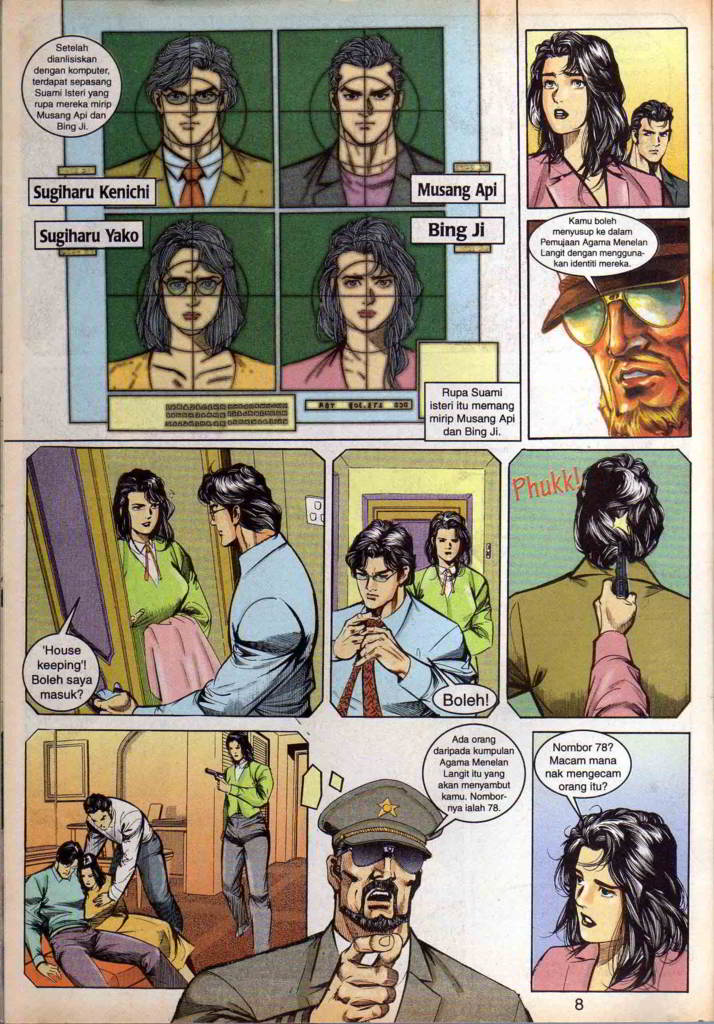 Setelah
dianlisiskan
dengan komputer,
terdapat sepasang
Suami Isteri yang
rupa mereka mirip
Musang Api dan
Bing Ji.
Sugiharu Kenichi
Musang Api
Sugiharu Yako
Bing Ji
Rupa Suami
isteri itu memang
mirip Musang Api
dan Bing Ji.
Kamu boleh
menyusup ke dalam
Pemujaan Agama Menelan
Langit dengan mengguna-
kan identiti mereka.
'House
keeping'!
Boleh saya
masuk?
Boleh!
Phukk!
Ada orang
daripada kumpulan
Agama Menelan
Langit itu yang
akan menyambut
kamu. Nombor-
nya ialah 78.
Nombor 78?
Macam mana
nak mengecam
orang itu?
8